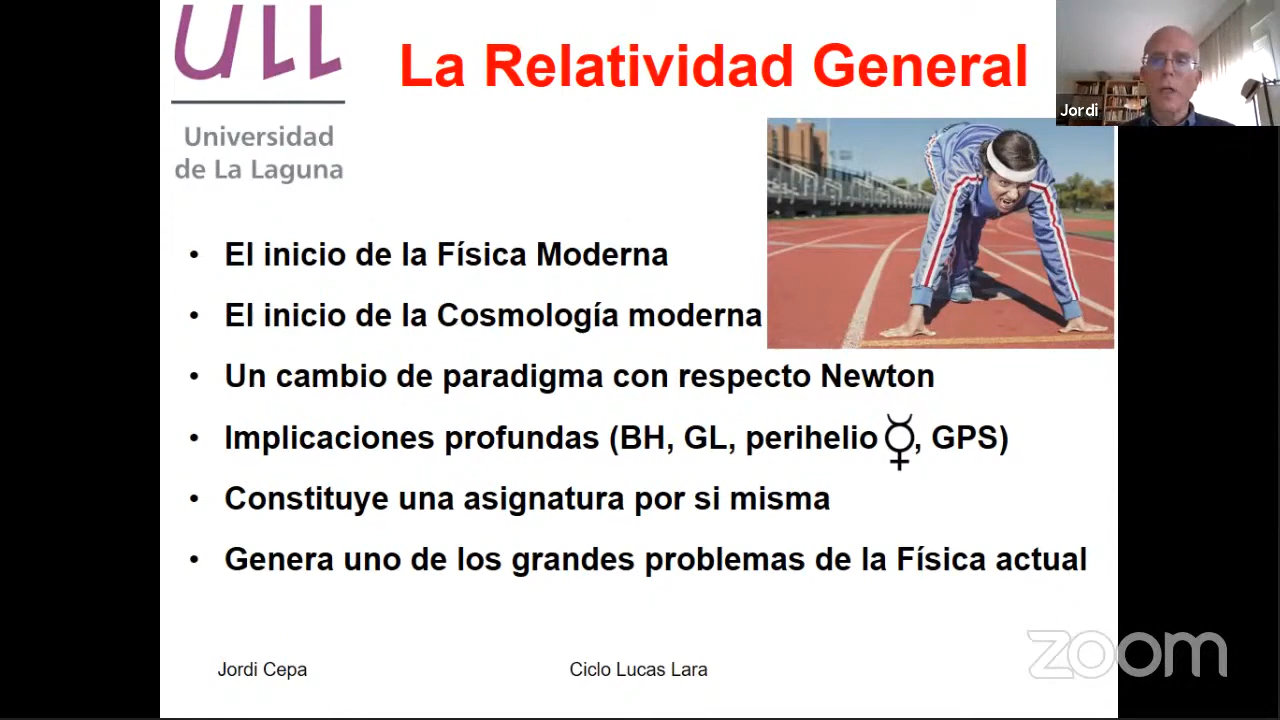 ULL
Universidad
de La Laguna
La Relatividad General
Jordi
• El inicio de la Física Moderna
• El inicio de la Cosmología moderna
• Un cambio de paradigma con respecto Newton
• Implicaciones profundas (BH, GL, perihelio ☿, GPS)
• Constituye una asignatura por si misma
• Genera uno de los grandes problemas de la Física actual
Jordi Cepa
Ciclo Lucas Lara
zoom